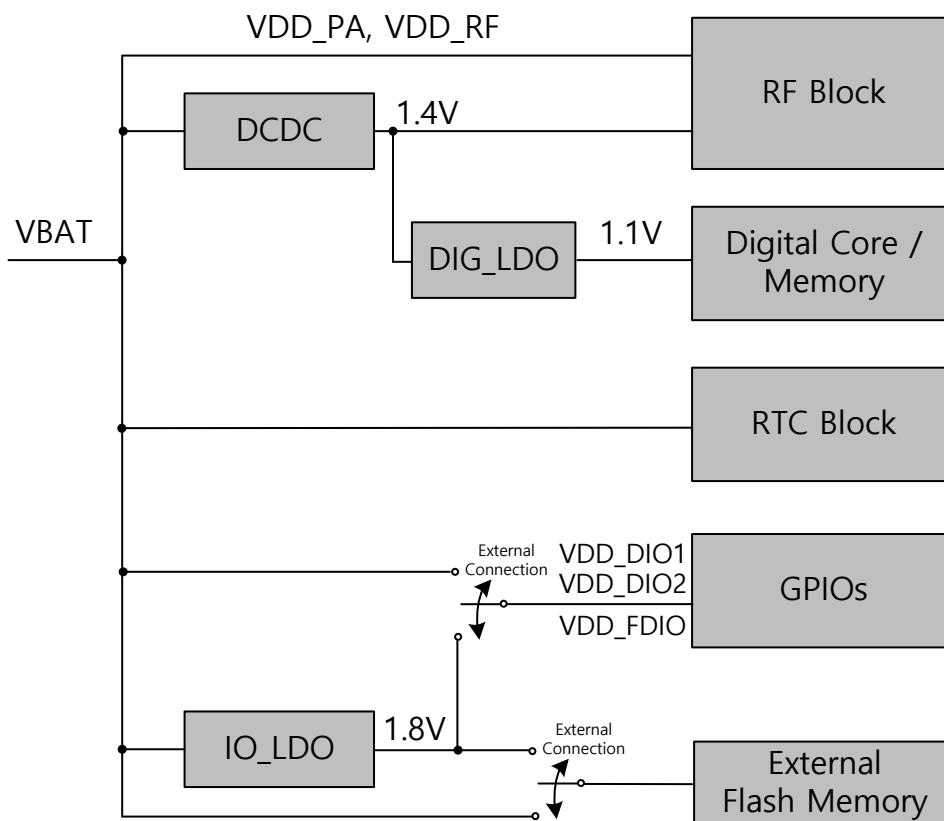 VDD_PA, VDD_RF
RF Block
DCDC
1.4V
VBAT
DIG_LDO
1.1V
Digital Core /
Memory
RTC Block
External
Connection
VDD_DIO1
VDD_DIO2
VDD_FDIO
GPIOs
IO_LDO
1.8V
External
Connection
External
Flash Memory